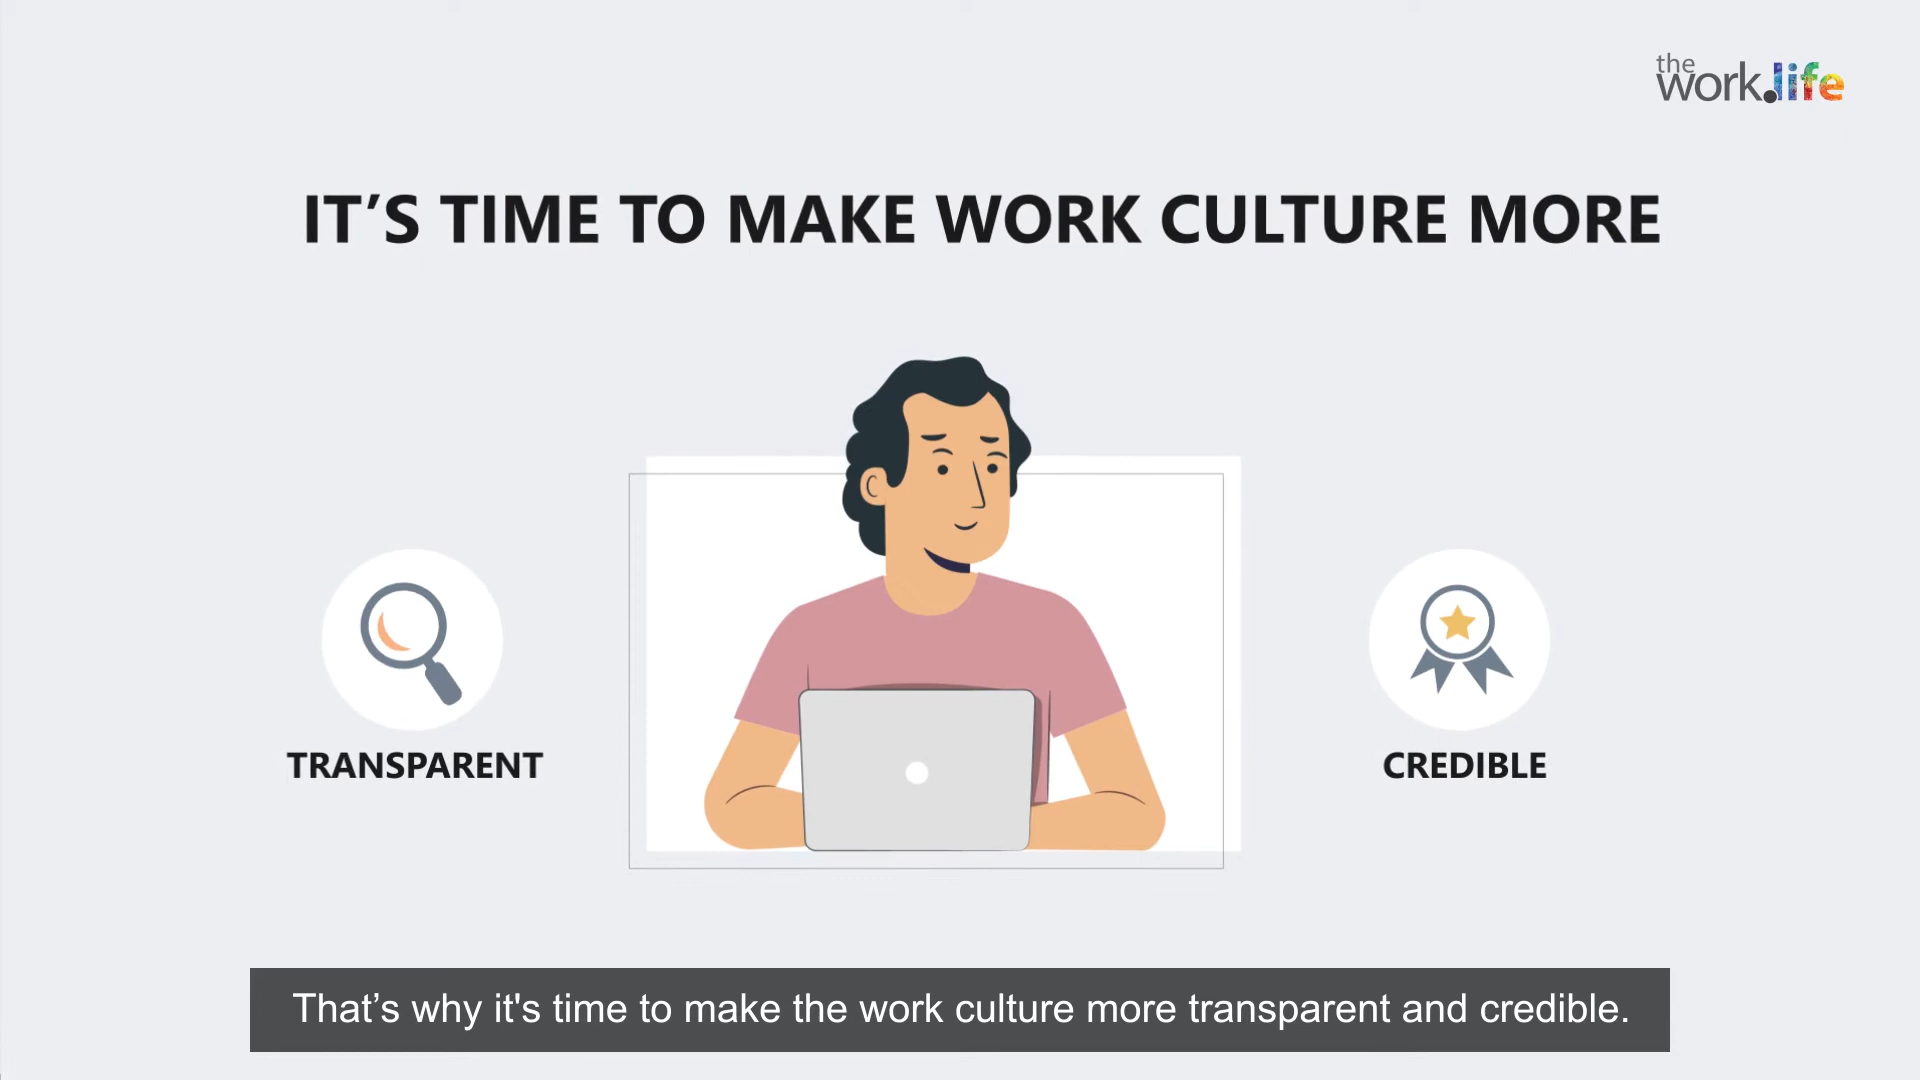 the
work.life
IT’S TIME TO MAKE WORK CULTURE MORE
TRANSPARENT
CREDIBLE
That’s why it's time to make the work culture more transparent and credible.